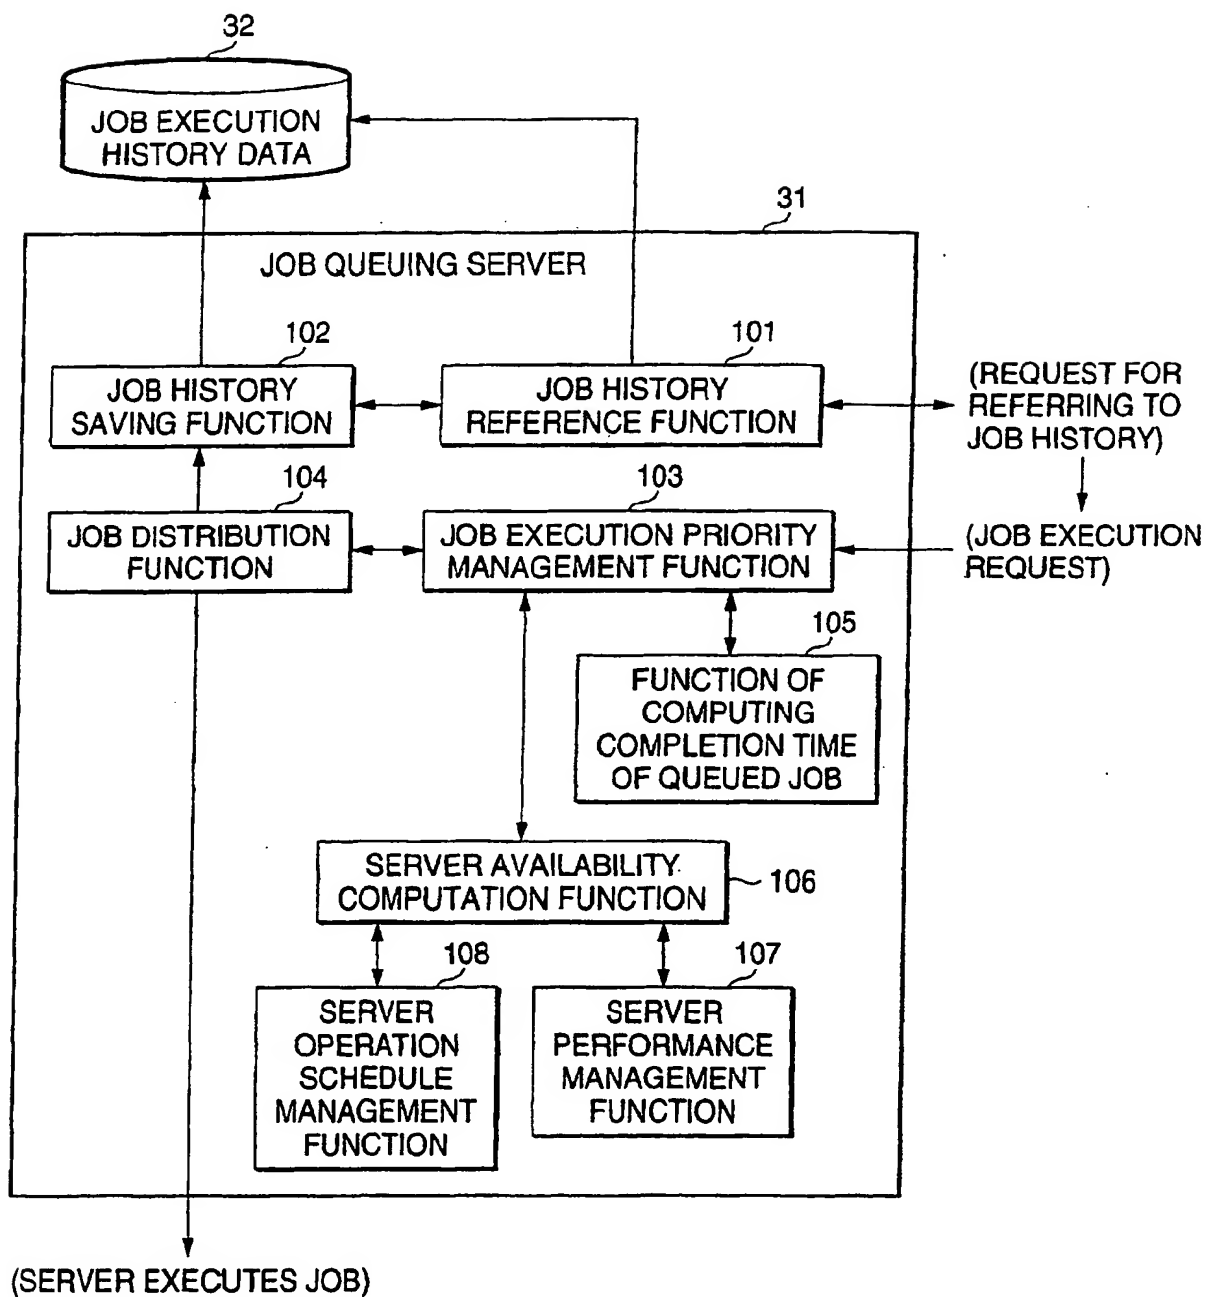 32
JOB EXECUTION
HISTORY DATA
31
JOB QUEUING SERVER
102
JOB HISTORY
SAVING FUNCTION
101
JOB HISTORY
REFERENCE FUNCTION
(REQUEST FOR
REFERRING TO
JOB HISTORY)
104
JOB DISTRIBUTION
FUNCTION
103
JOB EXECUTION PRIORITY
MANAGEMENT FUNCTION
(JOB EXECUTION
REQUEST)
105
FUNCTION OF
COMPUTING
COMPLETION TIME
OF QUEUED JOB
SERVER AVAILABILITY
COMPUTATION FUNCTION
106
108
SERVER
OPERATION
SCHEDULE
MANAGEMENT
FUNCTION
107
SERVER
PERFORMANCE
MANAGEMENT
FUNCTION
(SERVER EXECUTES JOB)